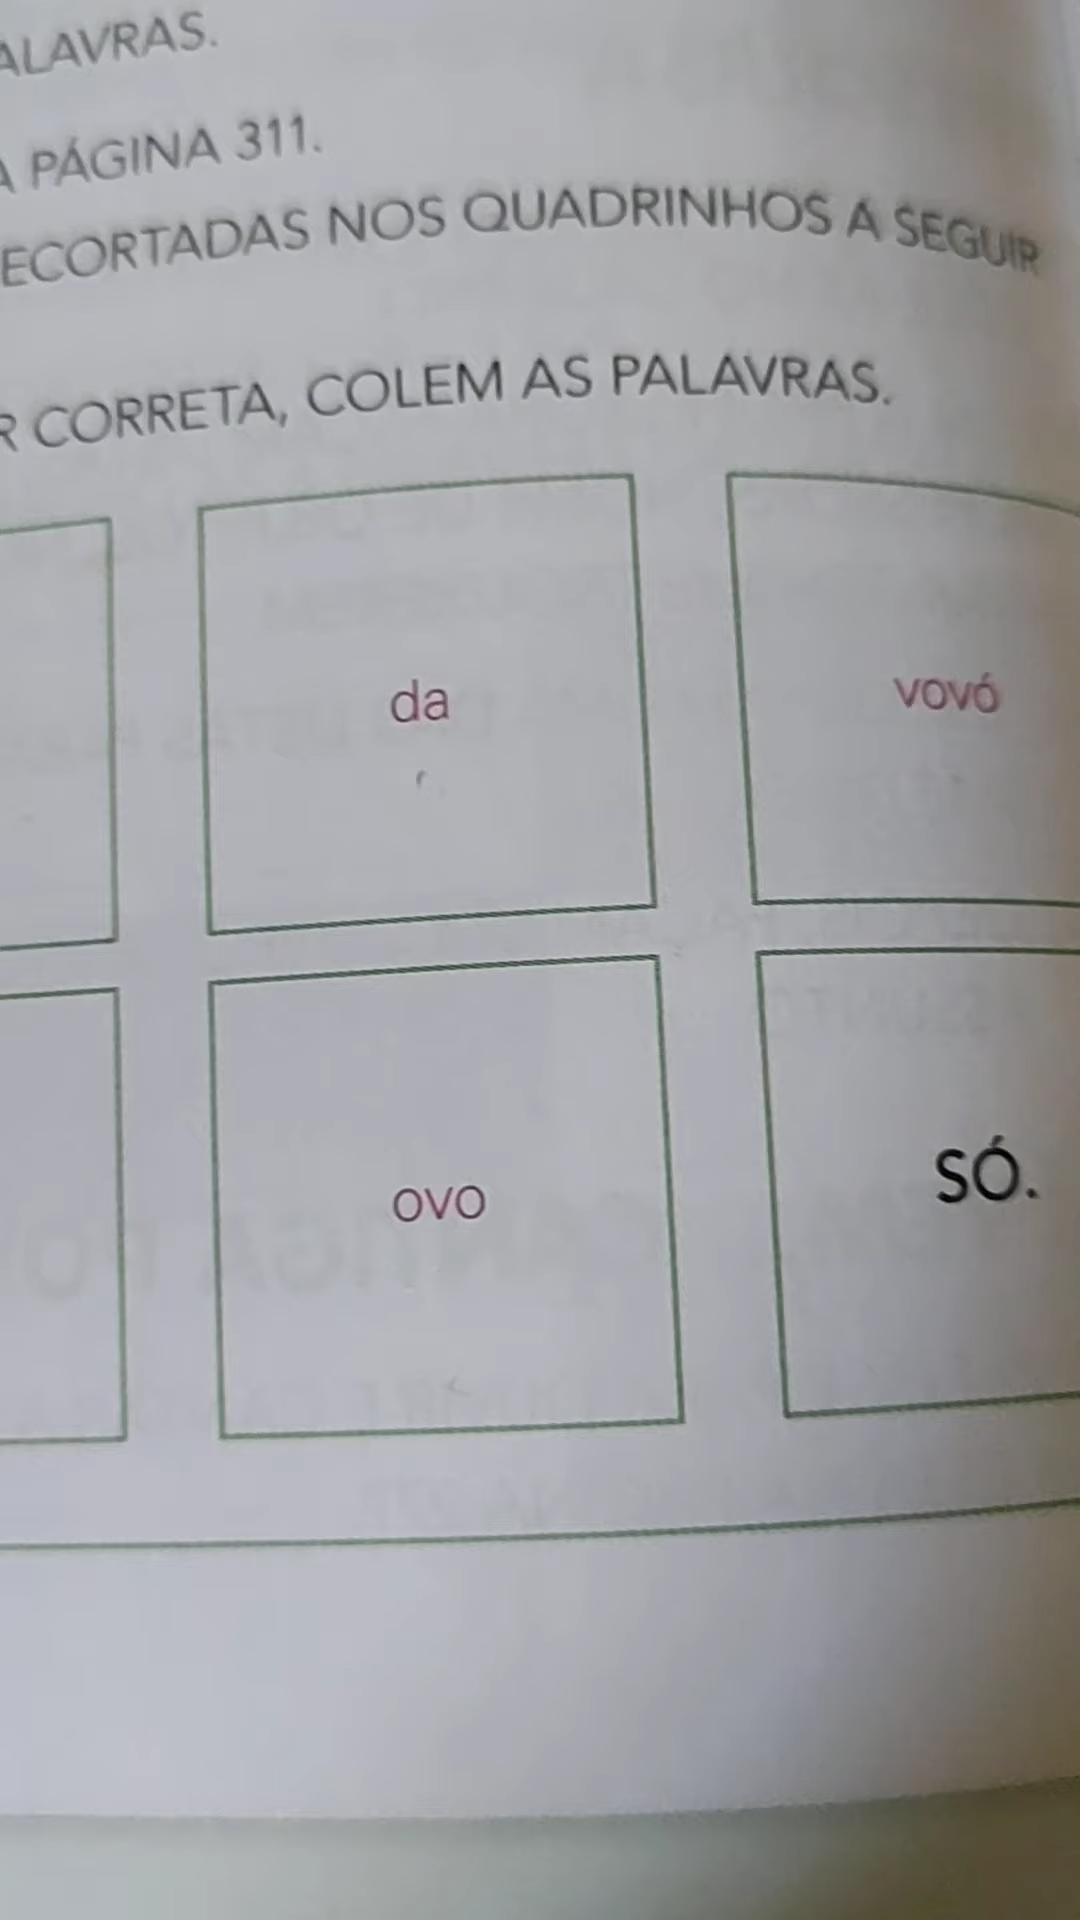 ALAVRAS.
A PÁGINA 311.
ECORTADAS NOS QUADRINHOS A SEGUIR
R CORRETA, COLEM AS PALAVRAS.
da vovó
ovo SÓ.